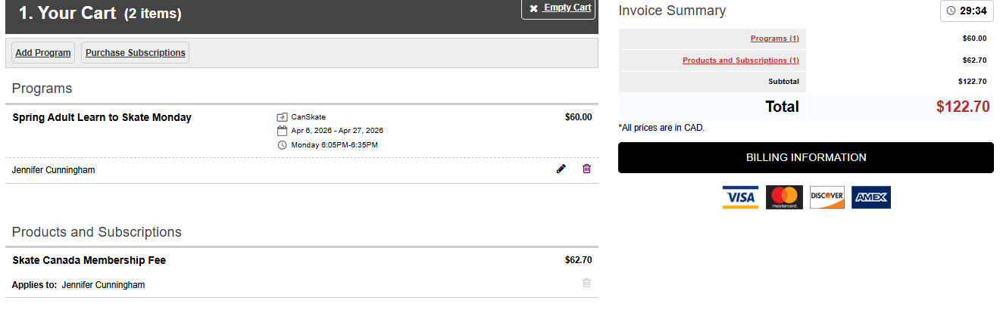 1. Your Cart (2 items)
✖ Empty Cart
Add Program
Purchase Subscriptions
Programs
Spring Adult Learn to Skate Monday
CanSkate
$60.00
Apr 6, 2026 - Apr 27, 2026
Monday 6:05PM-6:35PM
Jennifer Cunningham
Products and Subscriptions
Skate Canada Membership Fee
$62.70
Applies to: Jennifer Cunningham
Invoice Summary
29:34
Programs (1)
$60.00
Products and Subscriptions (1)
$62.70
Subtotal
$122.70
Total
$122.70
*All prices are in CAD.
BILLING INFORMATION
VISA
mastercard
DISCOVER
AMEX